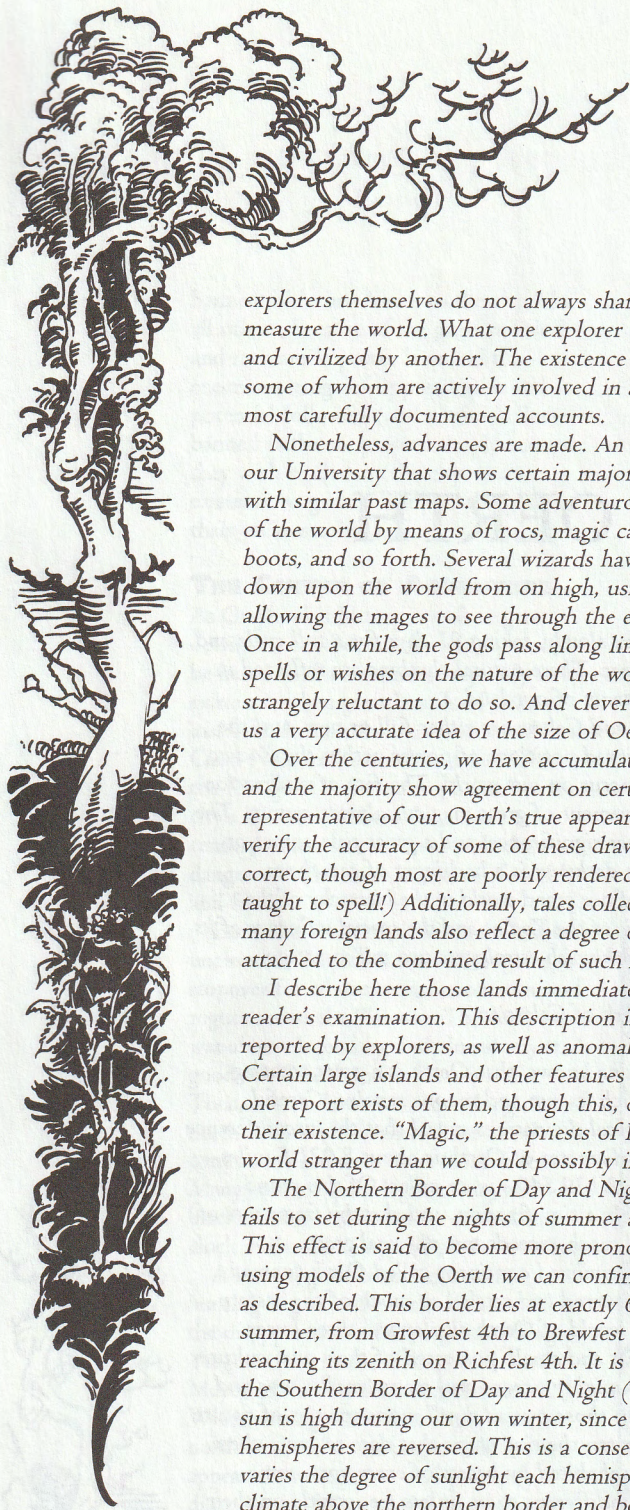 explorers themselves do not always shar
measure the world. What one explorer
and civilized by another. The existence
some of whom are actively involved in
most carefully documented accounts.
Nonetheless, advances are made. An
our University that shows certain major
with similar past maps. Some adventuro
of the world by means of rocs, magic ca
boots, and so forth. Several wizards hav
down upon the world from on high, us
allowing the mages to see through the e
Once in a while, the gods pass along lin
spells or wishes on the nature of the wo
strangely reluctant to do so. And clever
us a very accurate idea of the size of Oe
Over the centuries, we have accumulat
and the majority show agreement on cert
representative of our Oerth's true appear
verify the accuracy of some of these draw
correct, though most are poorly rendered
taught to spell!) Additionally, tales collec
many foreign lands also reflect a degree
attached to the combined result of such
I describe here those lands immediate
reader's examination. This description i
reported by explorers, as well as anomal
Certain large islands and other features
one report exists of them, though this,
their existence. “Magic,” the priests of
world stranger than we could possibly i
The Northern Border of Day and Nig
fails to set during the nights of summer
This effect is said to become more prono
using models of the Oerth we can confir
as described. This border lies at exactly
summer, from Growfest 4th to Brewfest
reaching its zenith on Richfest 4th. It is
the Southern Border of Day and Night (
sun is high during our own winter, since
hemispheres are reversed. This is a conse
varies the degree of sunlight each hemisp
climate above the northern border and b